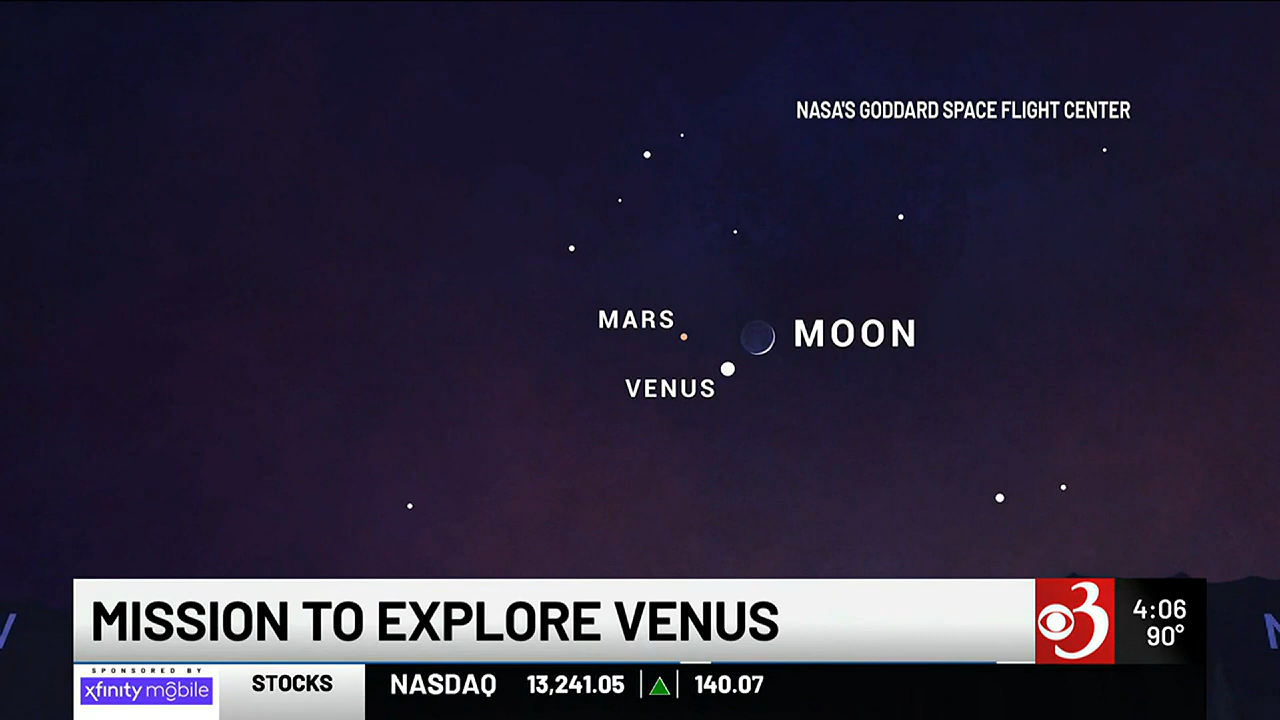 NASA'S GODDARD SPACE FLIGHT CENTER
MARS
MOON
VENUS
MISSION TO EXPLORE VENUS
3
4:06
90°
SPONSORED BY
xfinity mobile
STOCKS
NASDAQ 13,241.05 140.07